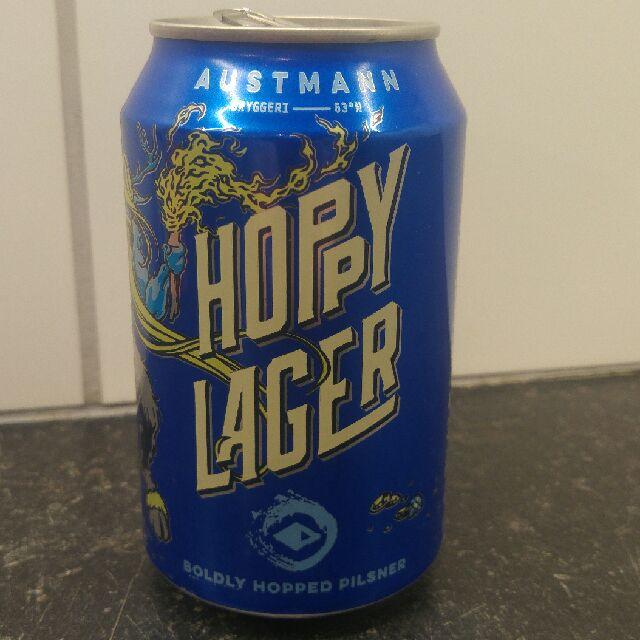 AUSTMANN
BRYGGERI — 63°N
HOPPY
LAGER
BOLDLY HOPPED PILSNER